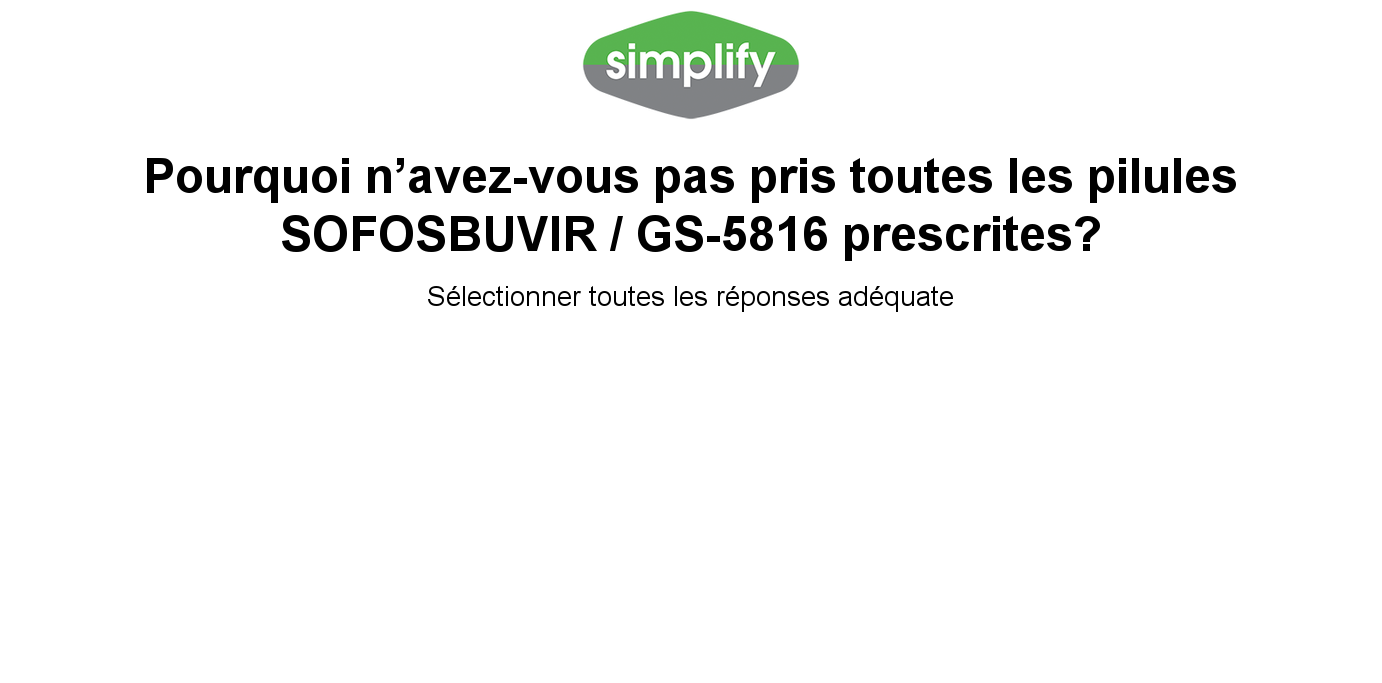 simplify
Pourquoi n’avez-vous pas pris toutes les pilules
SOFOSBUVIR / GS-5816 prescrites?
Sélectionner toutes les réponses adéquate